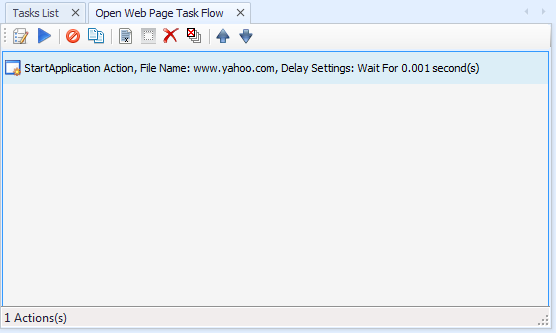 Tasks List
Open Web Page Task Flow
StartApplication Action, File Name: www.yahoo.com, Delay Settings: Wait For 0.001 second(s)
1 Actions(s)